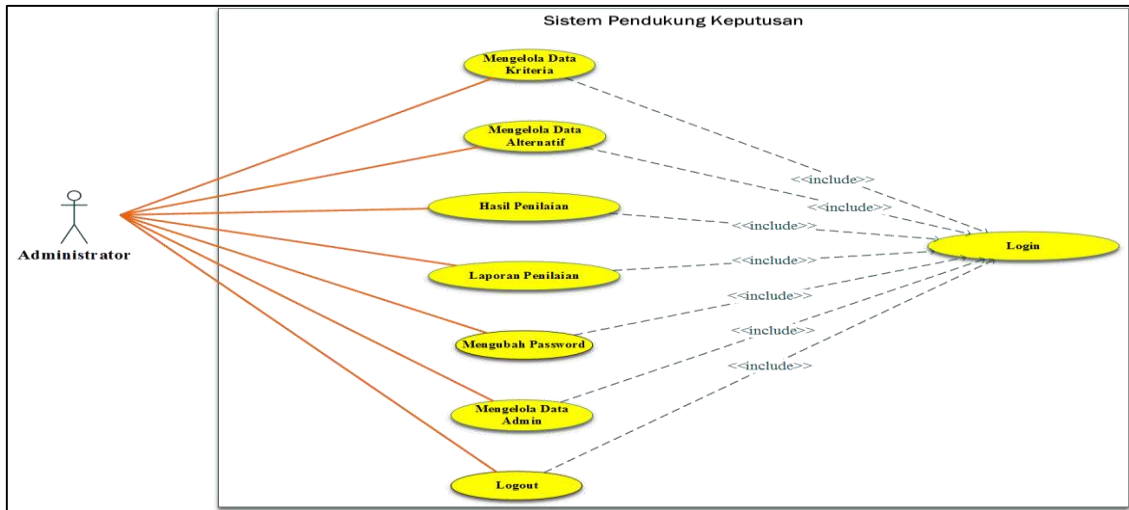 Sistem Pendukung Keputusan
Mengelola Data
Kriteria
Mengelola Data
Alternatif
Hasil Penilaian
Laporan Penilaian
Mengubah Password
Mengelola Data
Admin
Logout
Administrator
<<include>>
<<include>>
<<include>>
<<include>>
<<include>>
<<include>>
<<include>>
Login